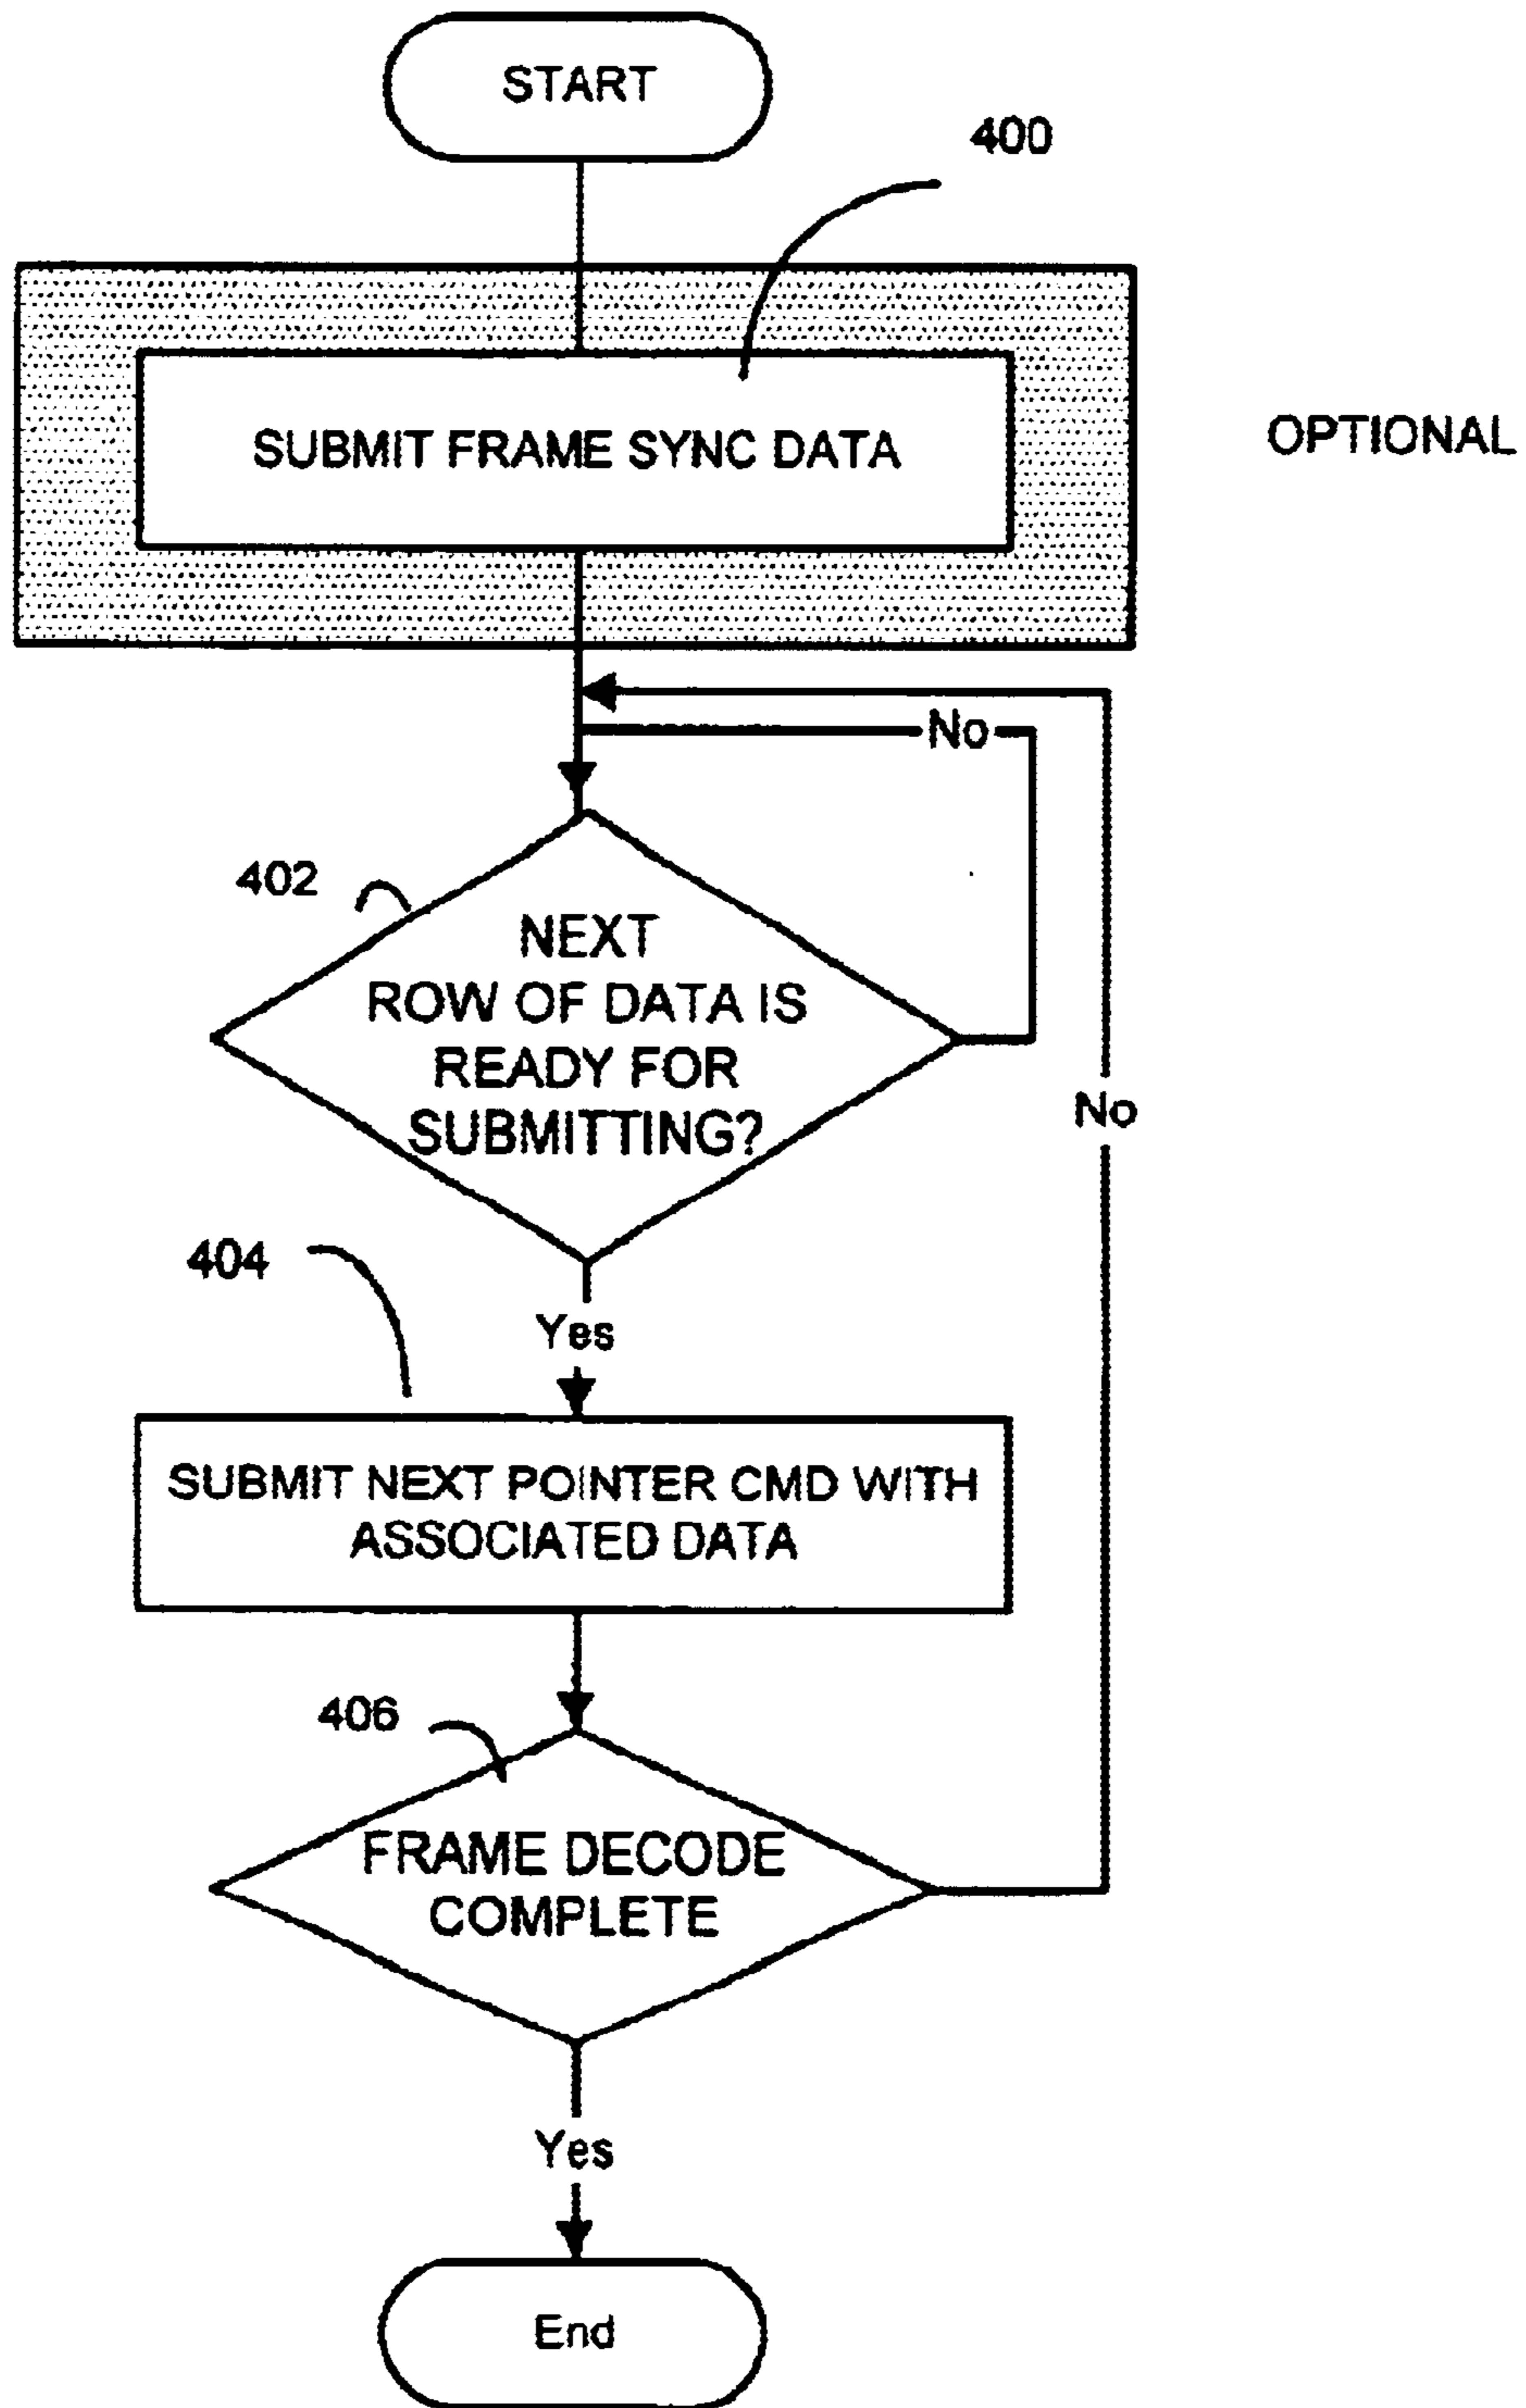 START
400
SUBMIT FRAME SYNC DATA
OPTIONAL
No
402
NEXT
ROW OF DATA IS
READY FOR
SUBMITTING?
No
404
Yes
SUBMIT NEXT POINTER CMD WITH
ASSOCIATED DATA
406
FRAME DECODE
COMPLETE
Yes
End